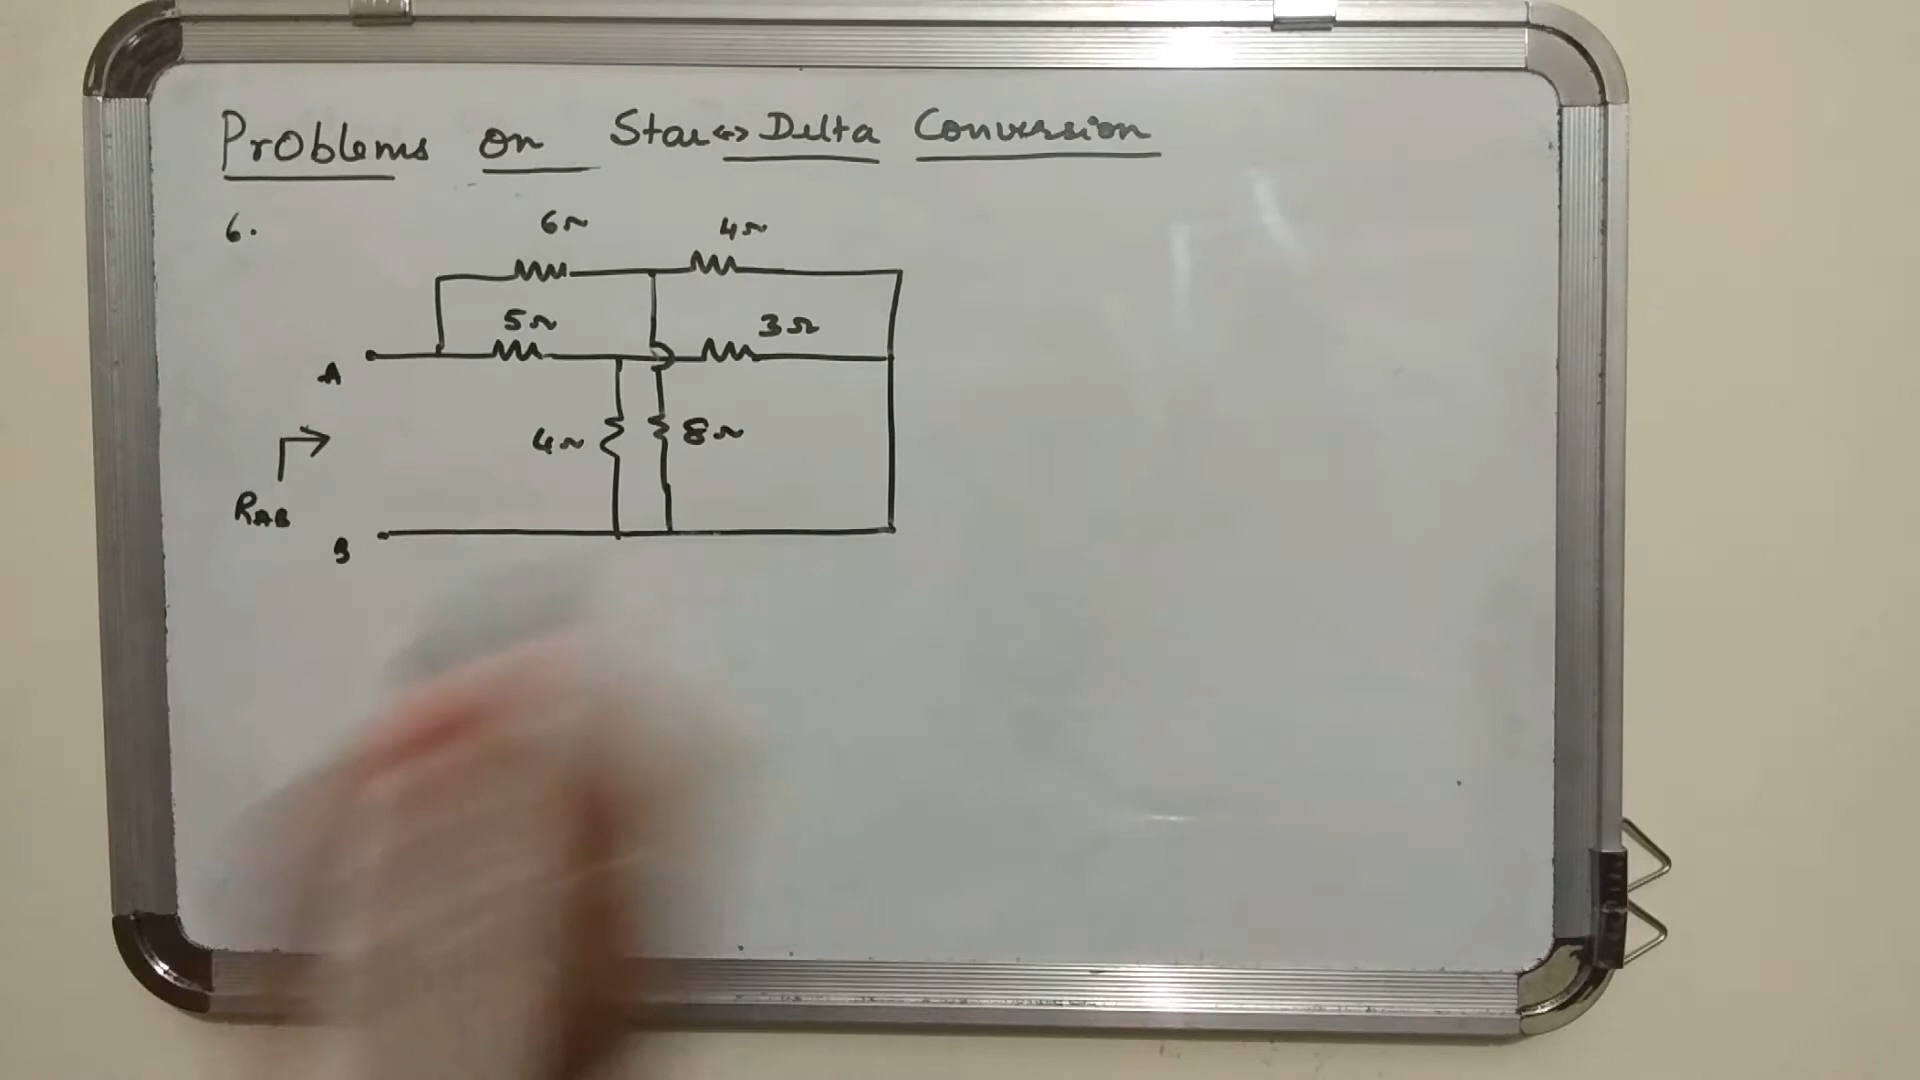 Problems on Star↔Delta Conversion
6.
6Ω 4Ω
5Ω 3Ω
A
4Ω 8Ω
RAB
B